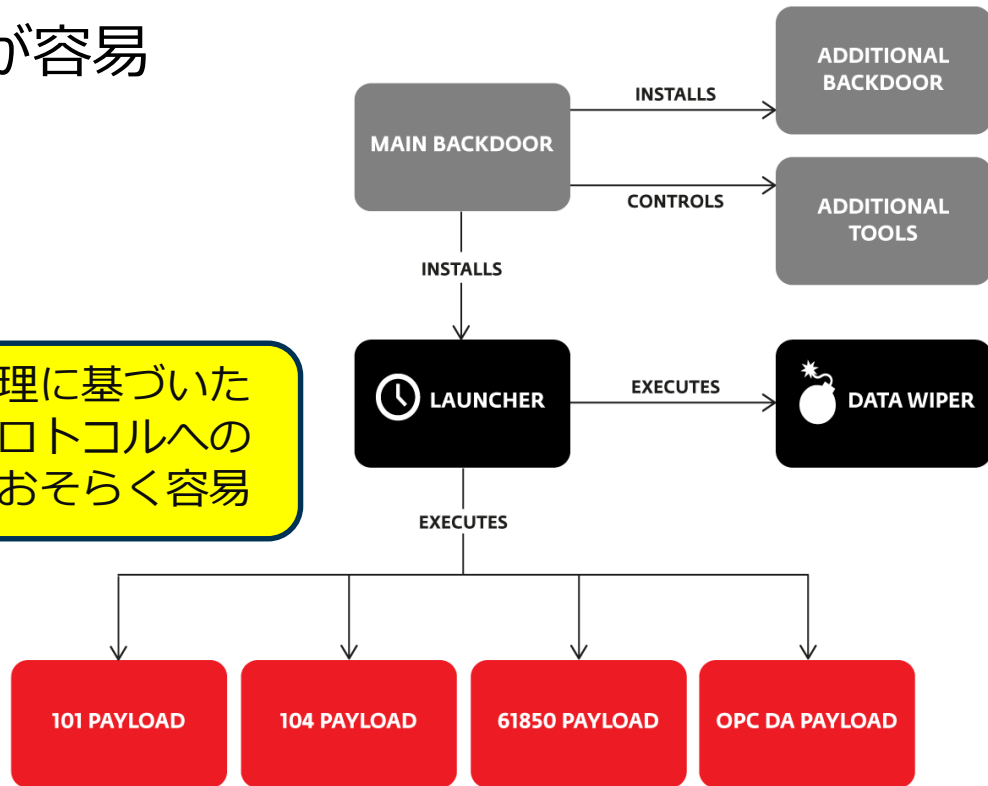 が容易
ADDITIONAL
BACKDOOR
INSTALLS
MAIN BACKDOOR
CONTROLS
ADDITIONAL
TOOLS
INSTALLS
理に基づいた
ロトコルへの
おそらく容易
LAUNCHER
EXECUTES
DATA WIPER
EXECUTES
101 PAYLOAD
104 PAYLOAD
61850 PAYLOAD
OPC DA PAYLOAD